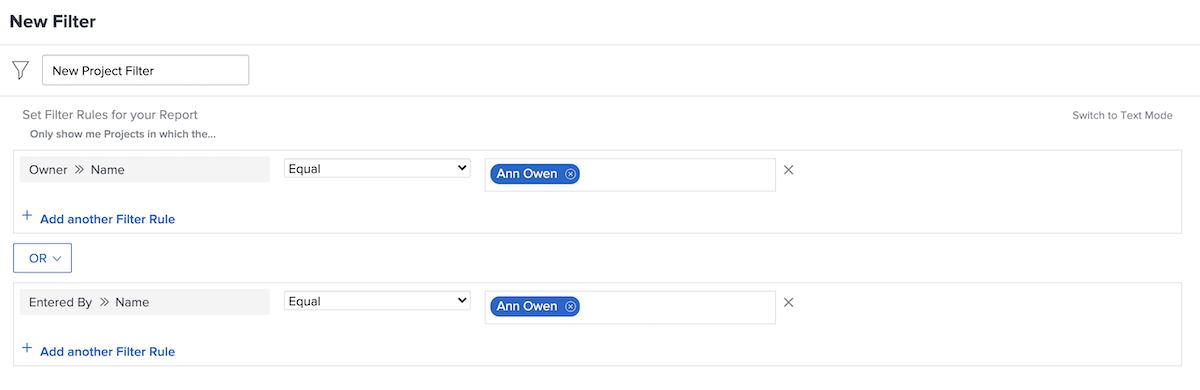 New Filter
New Project Filter
Set Filter Rules for your Report
Switch to Text Mode
Only show me Projects in which the...
Owner >> Name Equal Ann Owen
+ Add another Filter Rule
OR
Entered By >> Name Equal Ann Owen
+ Add another Filter Rule